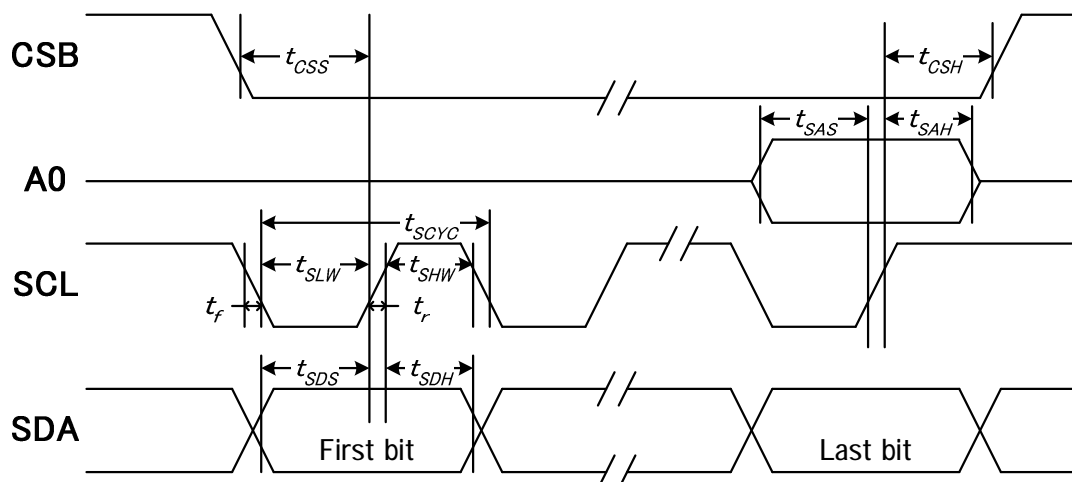 CSB
tCSS
tCSH
A0
tSAS
tSAH
SCL
tSCYC
tSLW
tSHW
tf
tr
SDA
tSDS
tSDH
First bit
Last bit